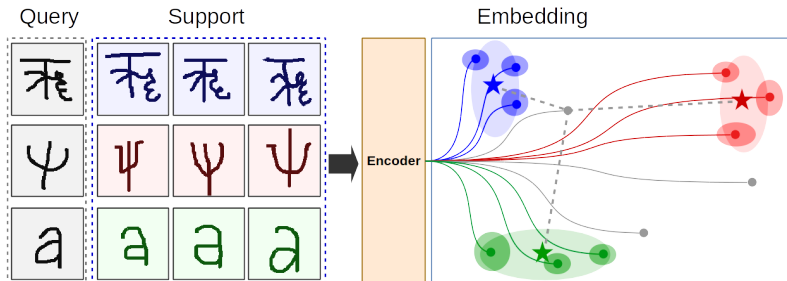 Query
Support
Embedding
Encoder
ψ ψ ψ ψ
a a a a